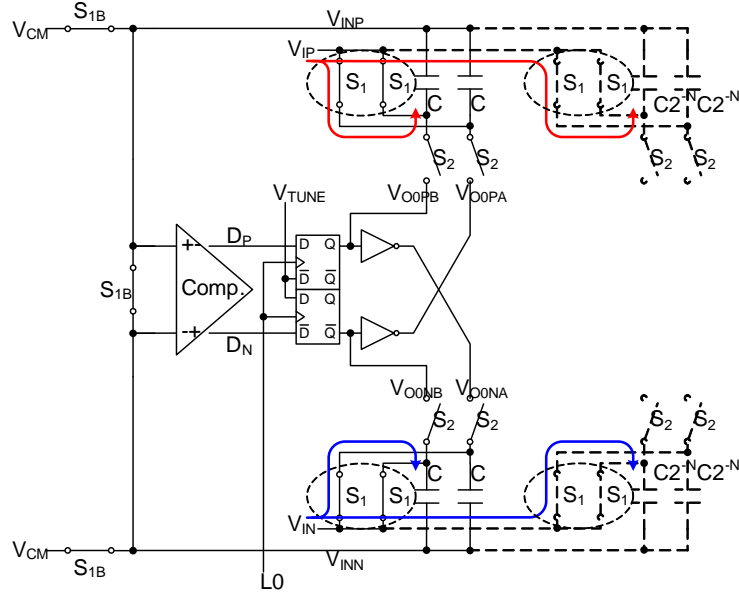 S1B
VCM
VINP
VIP
S1 S1 S1 S1
C C C2-N C2-N
S2 S2 S2 S2
VO0PB VO0PA
VTUNE
DP D Q
+-
D Q
S1B Comp.
D Q
-+
DN D Q
VO0NB VO0NA
S2 S2 S2 S2
C C C2-N C2-N
S1 S1 S1 S1
VIN
VCM
S1B
VINN
L0